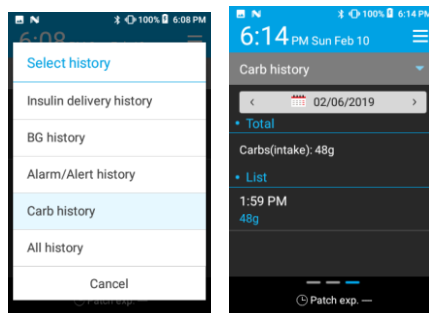 100% 6:08 PM
6:08
Select history
Insulin delivery history
BG history
Alarm/Alert history
Carb history
All history
Cancel
Patch exp. —
100% 6:14 PM
6:14 PM Sun Feb 10
Carb history
< 02/06/2019 >
• Total
Carbs(intake): 48g
• List
1:59 PM
48g
Patch exp. —